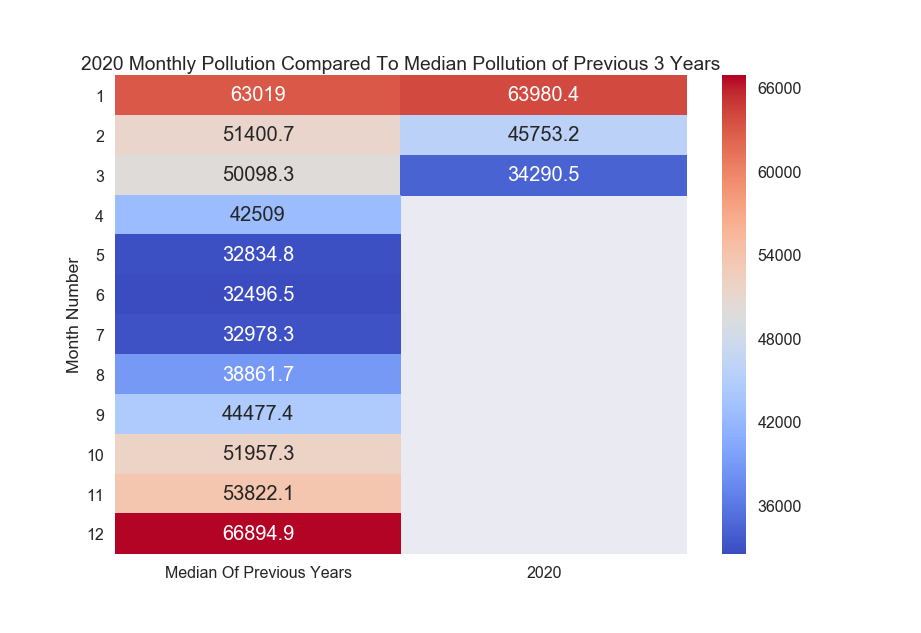 2020 Monthly Pollution Compared To Median Pollution of Previous 3 Years
1 63019 63980.4
2 51400.7 45753.2
3 50098.3 34290.5
4 42509
5 32834.8
6 32496.5
7 32978.3
8 38861.7
9 44477.4
10 51957.3
11 53822.1
12 66894.9
Month Number
Median Of Previous Years 2020
66000
60000
54000
48000
42000
36000